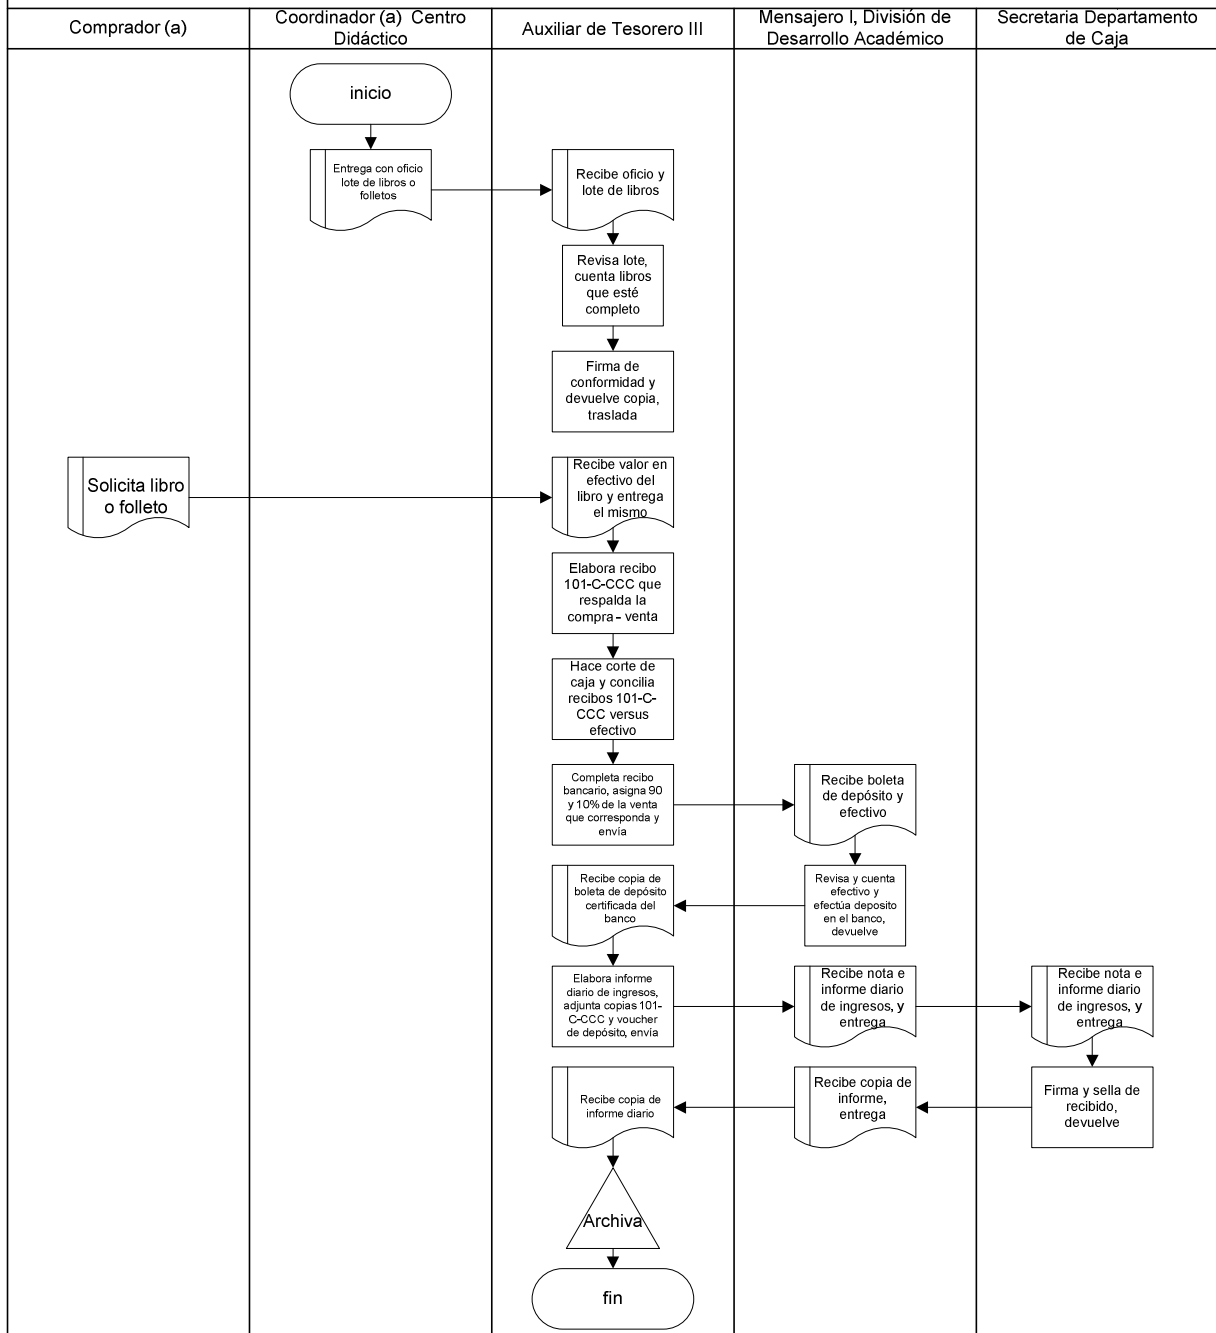 Comprador (a)
Coordinador (a) Centro
Didáctico
Auxiliar de Tesorero III
Mensajero I, División de
Desarrollo Académico
Secretaria Departamento
de Caja
inicio
Entrega con oficio
lote de libros o
folletos
Recibe oficio y
lote de libros
Revisa lote,
cuenta libros
que esté
completo
Firma de
conformidad y
devuelve copia,
traslada
Solicita libro
o folleto
Recibe valor en
efectivo del
libro y entrega
el mismo
Elabora recibo
101-C-CCC que
respalda la
compra - venta
Hace corte de
caja y concilia
recibos 101-C-
CCC versus
efectivo
Completa recibo
bancario, asigna 90
y 10% de la venta
que corresponda y
envía
Recibe boleta
de depósito y
efectivo
Revisa y cuenta
efectivo y
efectúa deposito
en el banco,
devuelve
Recibe copia de
boleta de depósito
certificada del
banco
Elabora informe
diario de ingresos,
adjunta copias 101-
C-CCC y voucher
de depósito, envía
Recibe nota e
informe diario
de ingresos, y
entrega
Recibe nota e
informe diario
de ingresos, y
entrega
Firma y sella de
recibido,
devuelve
Recibe copia de
informe,
entrega
Recibe copia de
informe diario
Archiva
fin